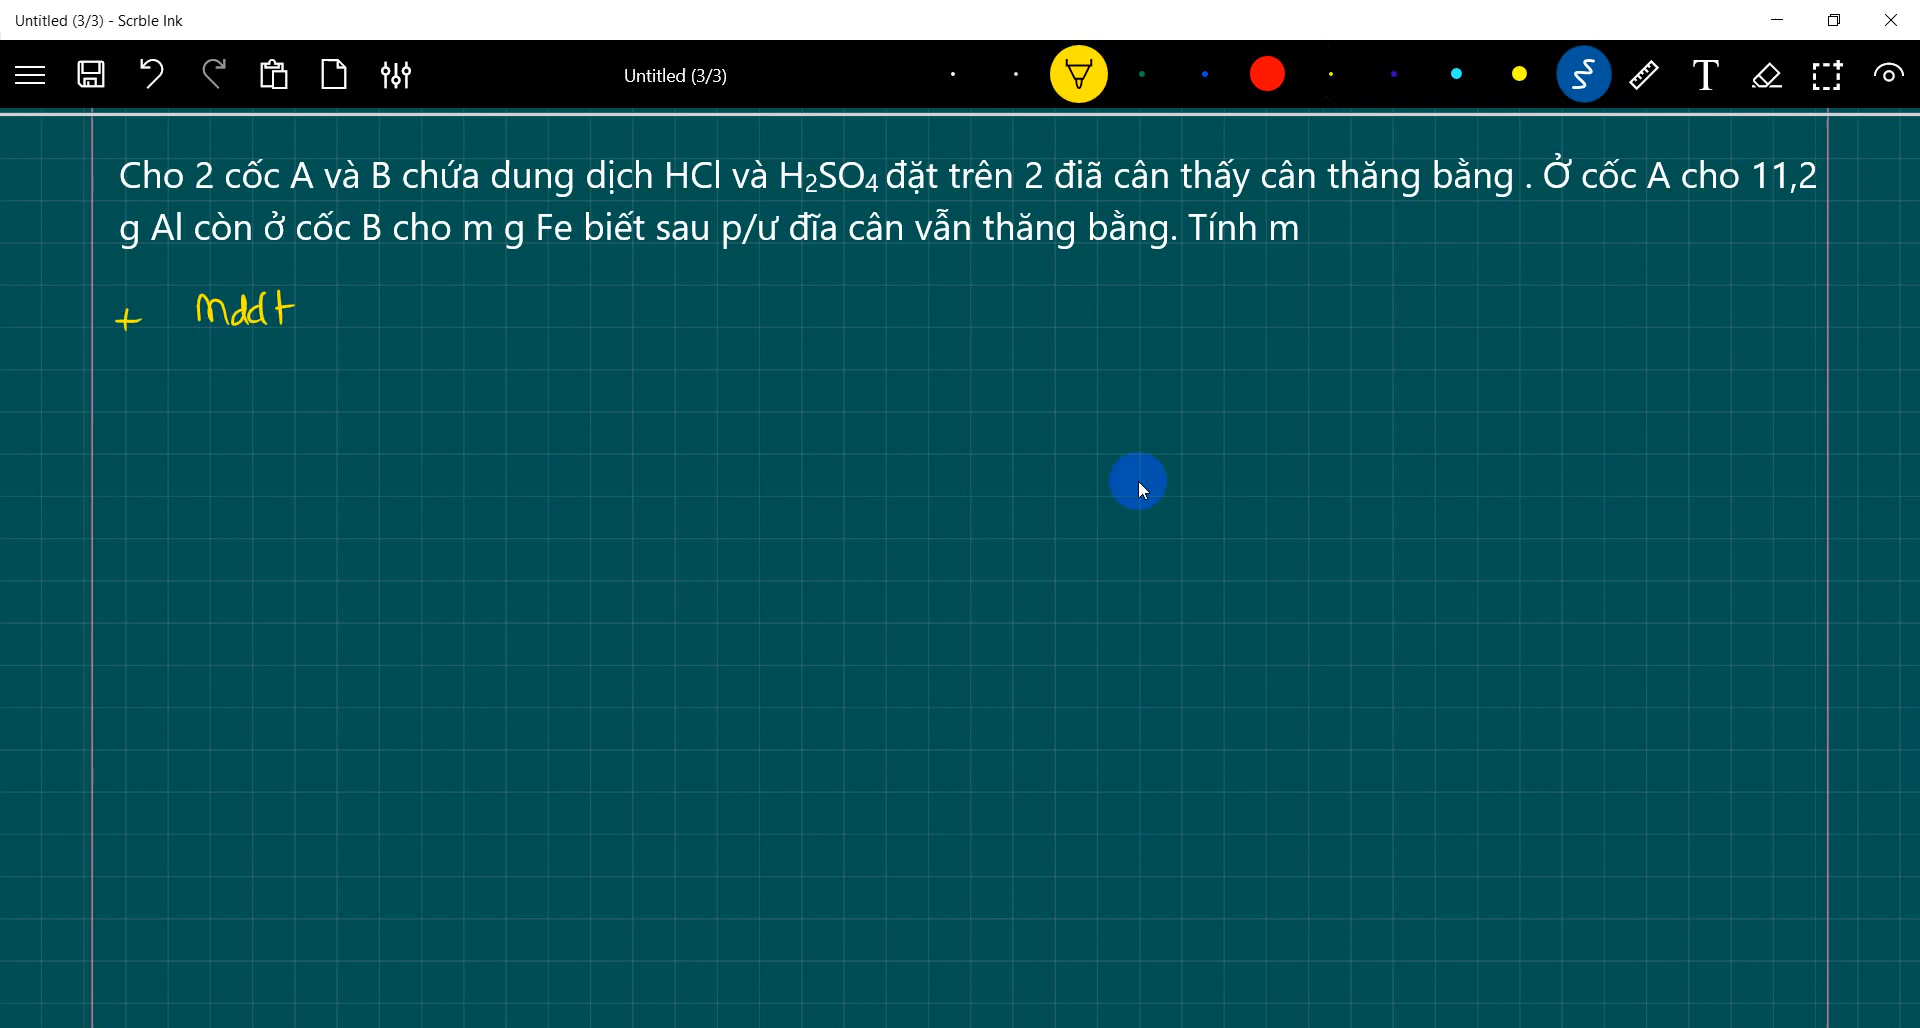 Untitled (3/3) - Scrble Ink
Untitled (3/3)
T
Cho 2 cốc A và B chứa dung dịch HCl và H₂SO₄ đặt trên 2 điã cân thấy cân thăng bằng . Ở cốc A cho 11,2
g Al còn ở cốc B cho m g Fe biết sau p/ư đĩa cân vẫn thăng bằng. Tính m
+ mddt